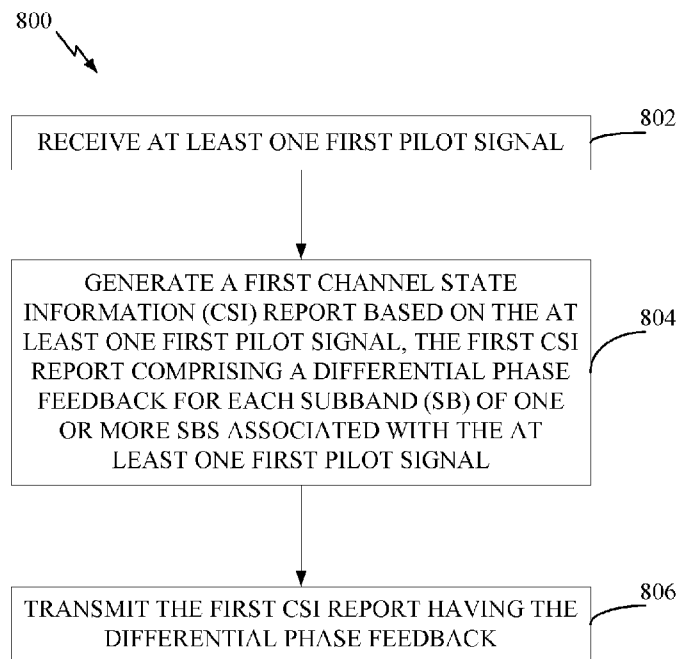 800
802
RECEIVE AT LEAST ONE FIRST PILOT SIGNAL
GENERATE A FIRST CHANNEL STATE
INFORMATION (CSI) REPORT BASED ON THE AT
LEAST ONE FIRST PILOT SIGNAL, THE FIRST CSI
REPORT COMPRISING A DIFFERENTIAL PHASE
FEEDBACK FOR EACH SUBBAND (SB) OF ONE
OR MORE SBS ASSOCIATED WITH THE AT
LEAST ONE FIRST PILOT SIGNAL
804
TRANSMIT THE FIRST CSI REPORT HAVING THE
DIFFERENTIAL PHASE FEEDBACK
806